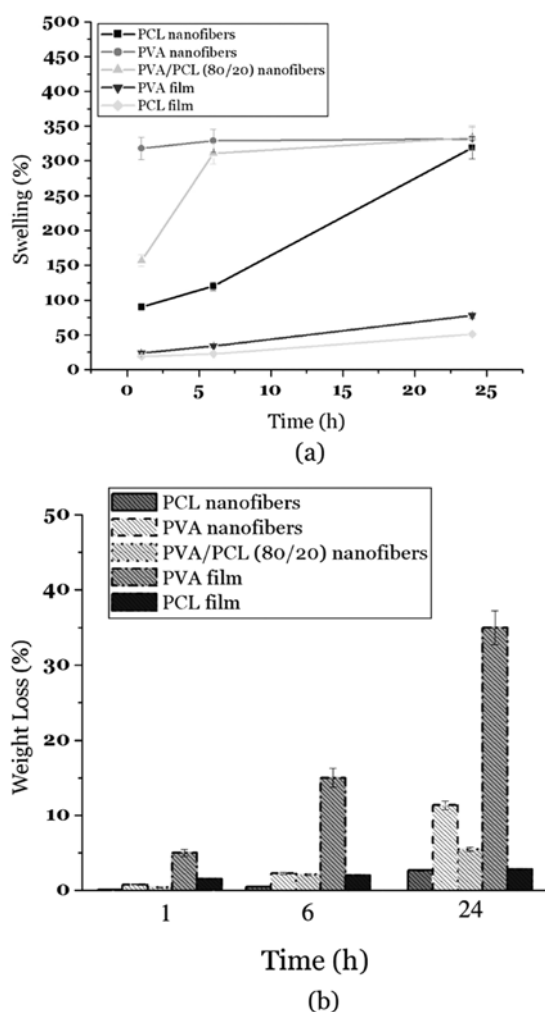 500
450
400
350
300
250
200
150
100
50
0
Swelling (%)
PCL nanofibers
PVA nanofibers
PVA/PCL (80/20) nanofibers
PVA film
PCL film
0 5 10 15 20 25
Time (h)
(a)
50
40
30
20
10
0
Weight Loss (%)
PCL nanofibers
PVA nanofibers
PVA/PCL (80/20) nanofibers
PVA film
PCL film
1 6 24
Time (h)
(b)